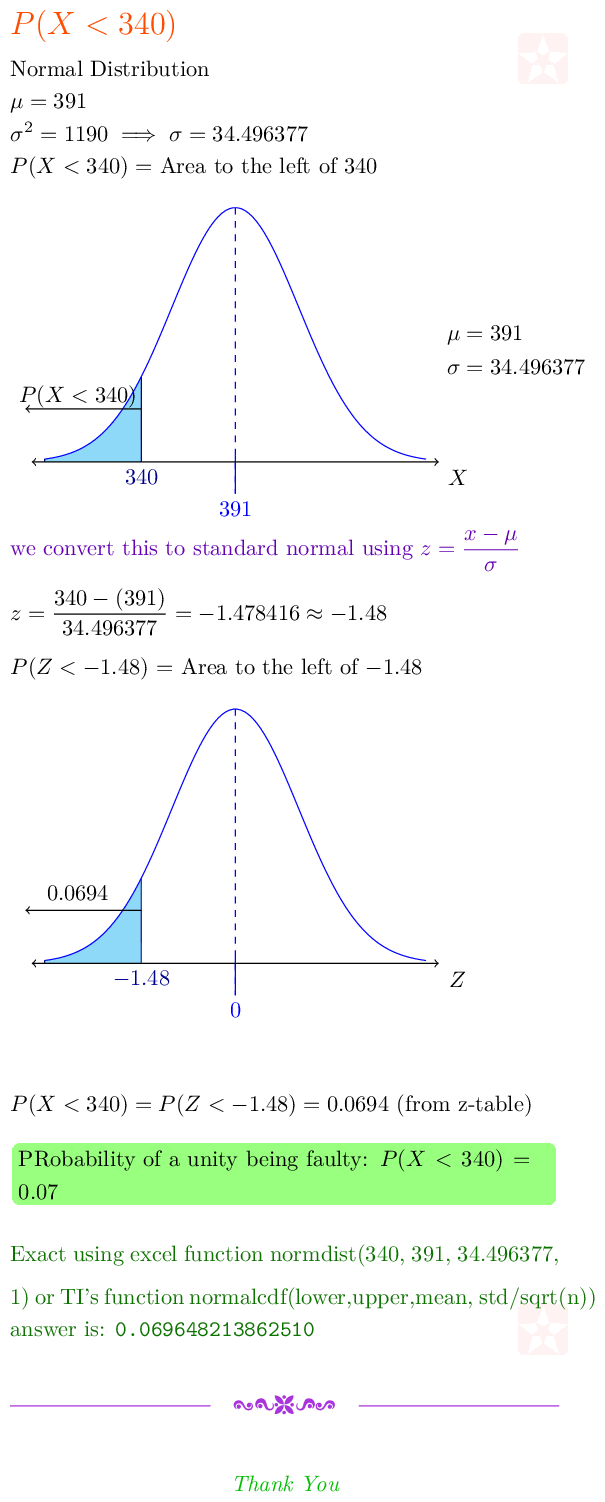 P(X < 340)
Normal Distribution
μ = 391
σ² = 1190 ⟹ σ = 34.496377
P(X < 340) = Area to the left of 340
μ = 391
σ = 34.496377
P(X < 340)
340
X
391
we convert this to standard normal using z = (x − μ)/σ
z = (340 − (391))/34.496377 = −1.478416 ≈ −1.48
P(Z < −1.48) = Area to the left of −1.48
0.0694
−1.48
Z
0
P(X < 340) = P(Z < −1.48) = 0.0694 (from z-table)
PRobability of a unity being faulty: P(X < 340) =
0.07
Exact using excel function normdist(340, 391, 34.496377,
1) or TI's function normalcdf(lower,upper,mean, std/sqrt(n))
answer is: 0.069648213862510
Thank You